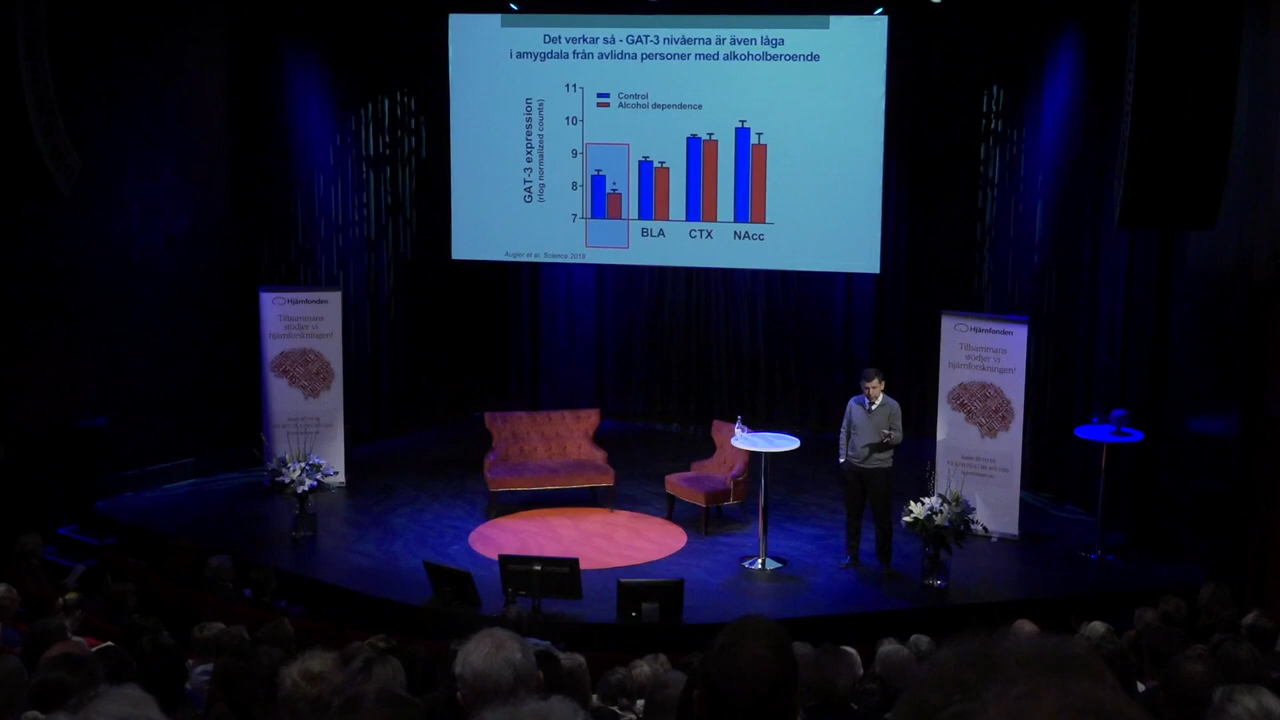 Det verkar så - GAT-3 nivåerna är även låga
i amygdala från avlidna personer med alkoholberoende
GAT-3 expression
(rlog normalized counts)
11
10
9
8
7
Control
Alcohol dependence
*
BLA
CTX
NAcc
Augier et al. Science 2018
Hjärnfonden
Tillsammans
stödjer vi
hjärnforskningen!
Hjärnfonden
Tillsammans
stödjer vi
hjärnforskningen!